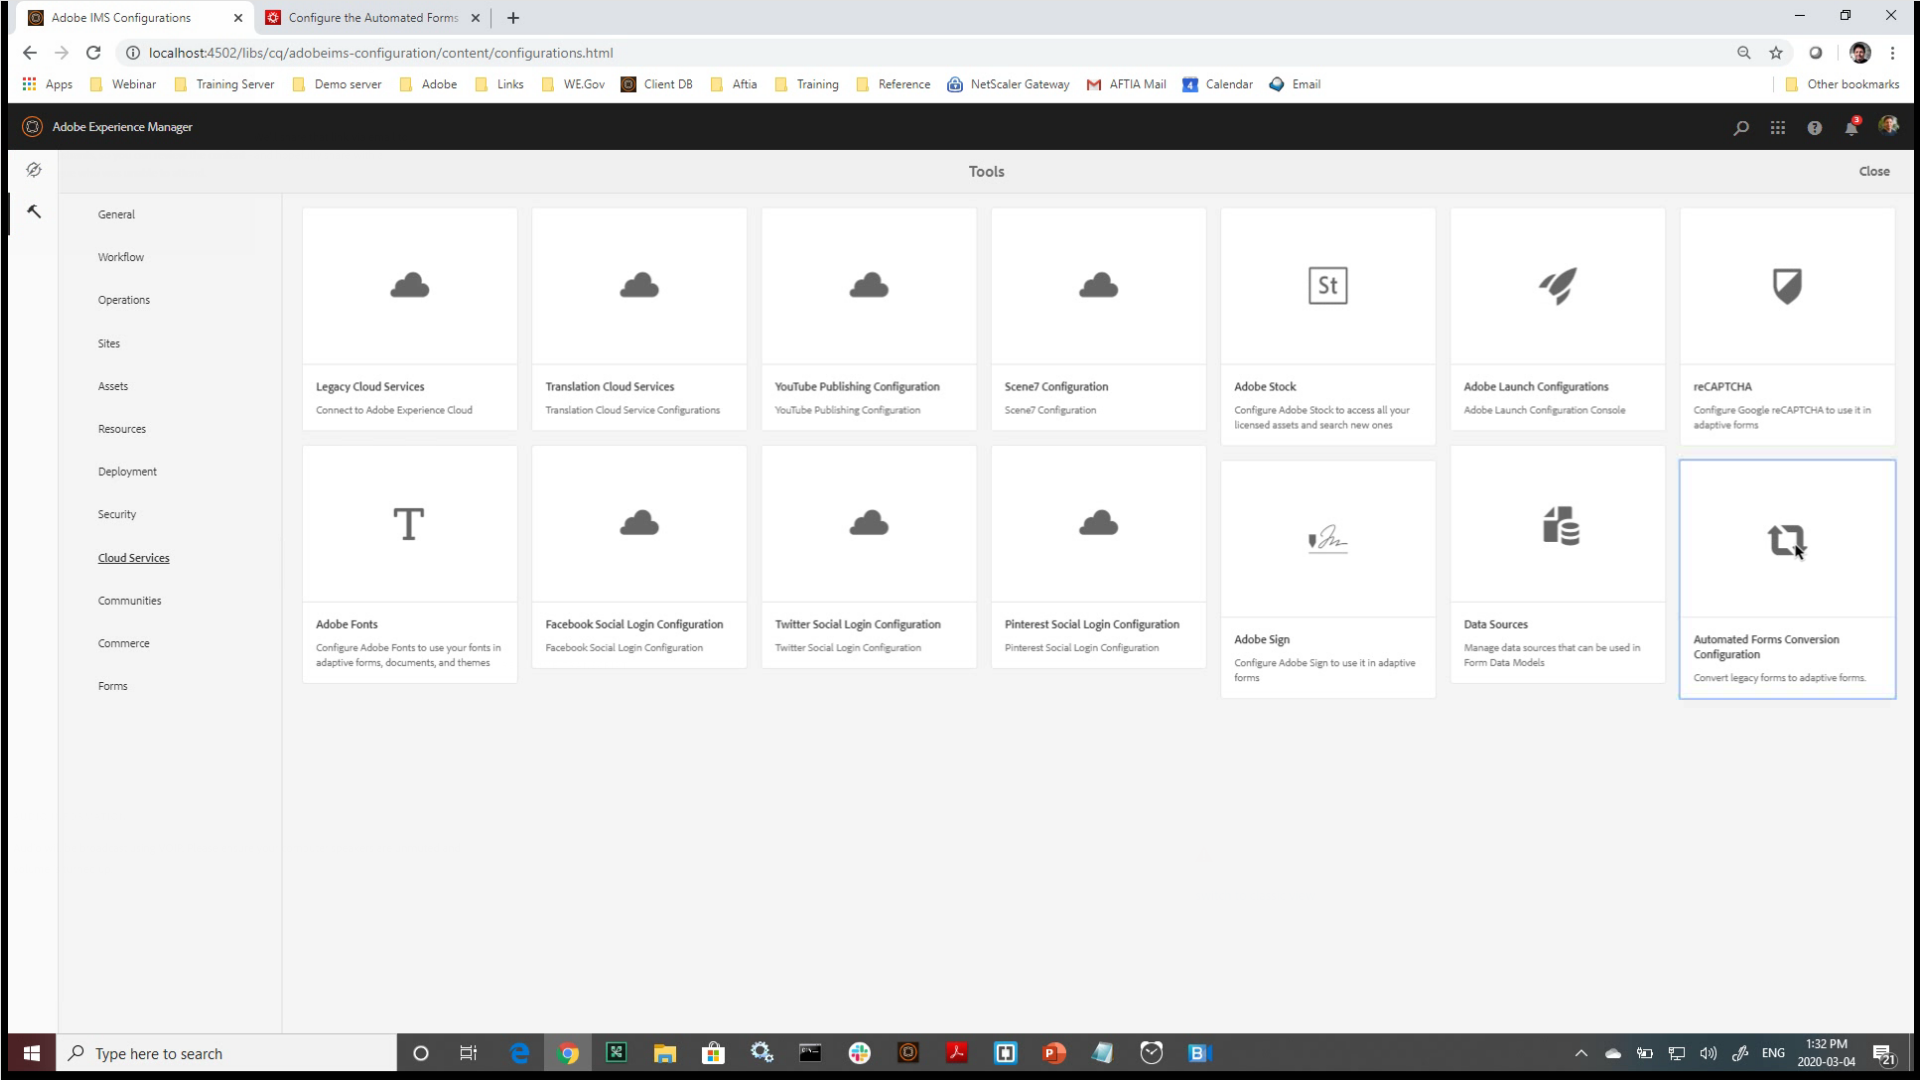 Adobe IMS Configurations
Configure the Automated Forms
localhost:4502/libs/cq/adobeims-configuration/content/configurations.html
Apps
Webinar
Training Server
Demo server
Adobe
Links
WE.Gov
Client DB
Aftia
Training
Reference
NetScaler Gateway
AFTIA Mail
4
Calendar
Email
Other bookmarks
Adobe Experience Manager
3
Tools
Close
General
Workflow
Operations
Sites
Assets
Resources
Deployment
Security
Cloud Services
Communities
Commerce
Forms
Legacy Cloud Services
Connect to Adobe Experience Cloud
Translation Cloud Services
Translation Cloud Service Configurations
YouTube Publishing Configuration
YouTube Publishing Configuration
Scene7 Configuration
Scene7 Configuration
St
Adobe Stock
Configure Adobe Stock to access all your
licensed assets and search new ones
Adobe Launch Configurations
Adobe Launch Configuration Console
reCAPTCHA
Configure Google reCAPTCHA to use it in
adaptive forms
T
Adobe Fonts
Configure Adobe Fonts to use your fonts in
adaptive forms, documents, and themes
Facebook Social Login Configuration
Facebook Social Login Configuration
Twitter Social Login Configuration
Twitter Social Login Configuration
Pinterest Social Login Configuration
Pinterest Social Login Configuration
Adobe Sign
Configure Adobe Sign to use it in adaptive
forms
Data Sources
Manage data sources that can be used in
Form Data Models
Automated Forms Conversion
Configuration
Convert legacy forms to adaptive forms.
Type here to search
ENG
1:32 PM
2020-03-04
21